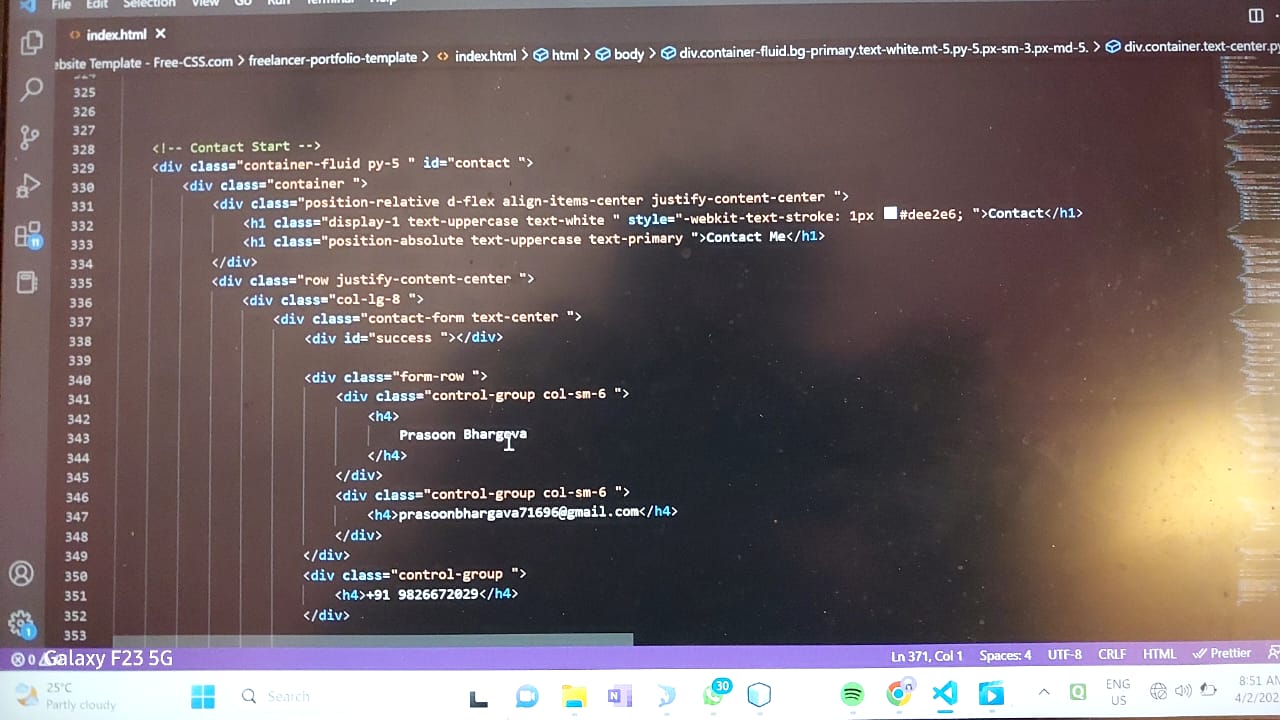 File Edit Selection View Go Run Terminal Help
index.html
ebsite Template - Free-CSS.com > freelancer-portfolio-template > index.html > html > body > div.container-fluid.bg-primary.text-white.mt-5.py-5.px-sm-3.px-md-5. > div.container.text-center.py
325
326
327
328 <!-- Contact Start -->
329 <div class="container-fluid py-5 " id="contact ">
330 <div class="container ">
331 <div class="position-relative d-flex align-items-center justify-content-center ">
332 <h1 class="display-1 text-uppercase text-white " style="-webkit-text-stroke: 1px #dee2e6; ">Contact</h1>
333 <h1 class="position-absolute text-uppercase text-primary ">Contact Me</h1>
334 </div>
335 <div class="row justify-content-center ">
336 <div class="col-lg-8 ">
337 <div class="contact-form text-center ">
338 <div id="success "></div>
339
340 <div class="form-row ">
341 <div class="control-group col-sm-6 ">
342 <h4>
343 Prasoon Bhargava
344 </h4>
345 </div>
346 <div class="control-group col-sm-6 ">
347 <h4>prasoonbhargava71696@gmail.com</h4>
348 </div>
349 </div>
350 <div class="control-group ">
351 <h4>+91 9826672029</h4>
352 </div>
353
11
1
0
Galaxy F23 5G
Ln 371, Col 1 Spaces: 4 UTF-8 CRLF HTML Prettier
25°C
Partly cloudy
Search
30
ENG
US
8:51 AM
4/2/202